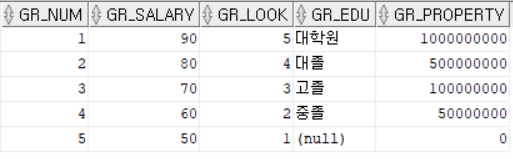 GR_NUM GR_SALARY GR_LOOK GR_EDU GR_PROPERTY
1 90 5 대학원 1000000000
2 80 4 대졸 500000000
3 70 3 고졸 100000000
4 60 2 중졸 50000000
5 50 1 (null) 0